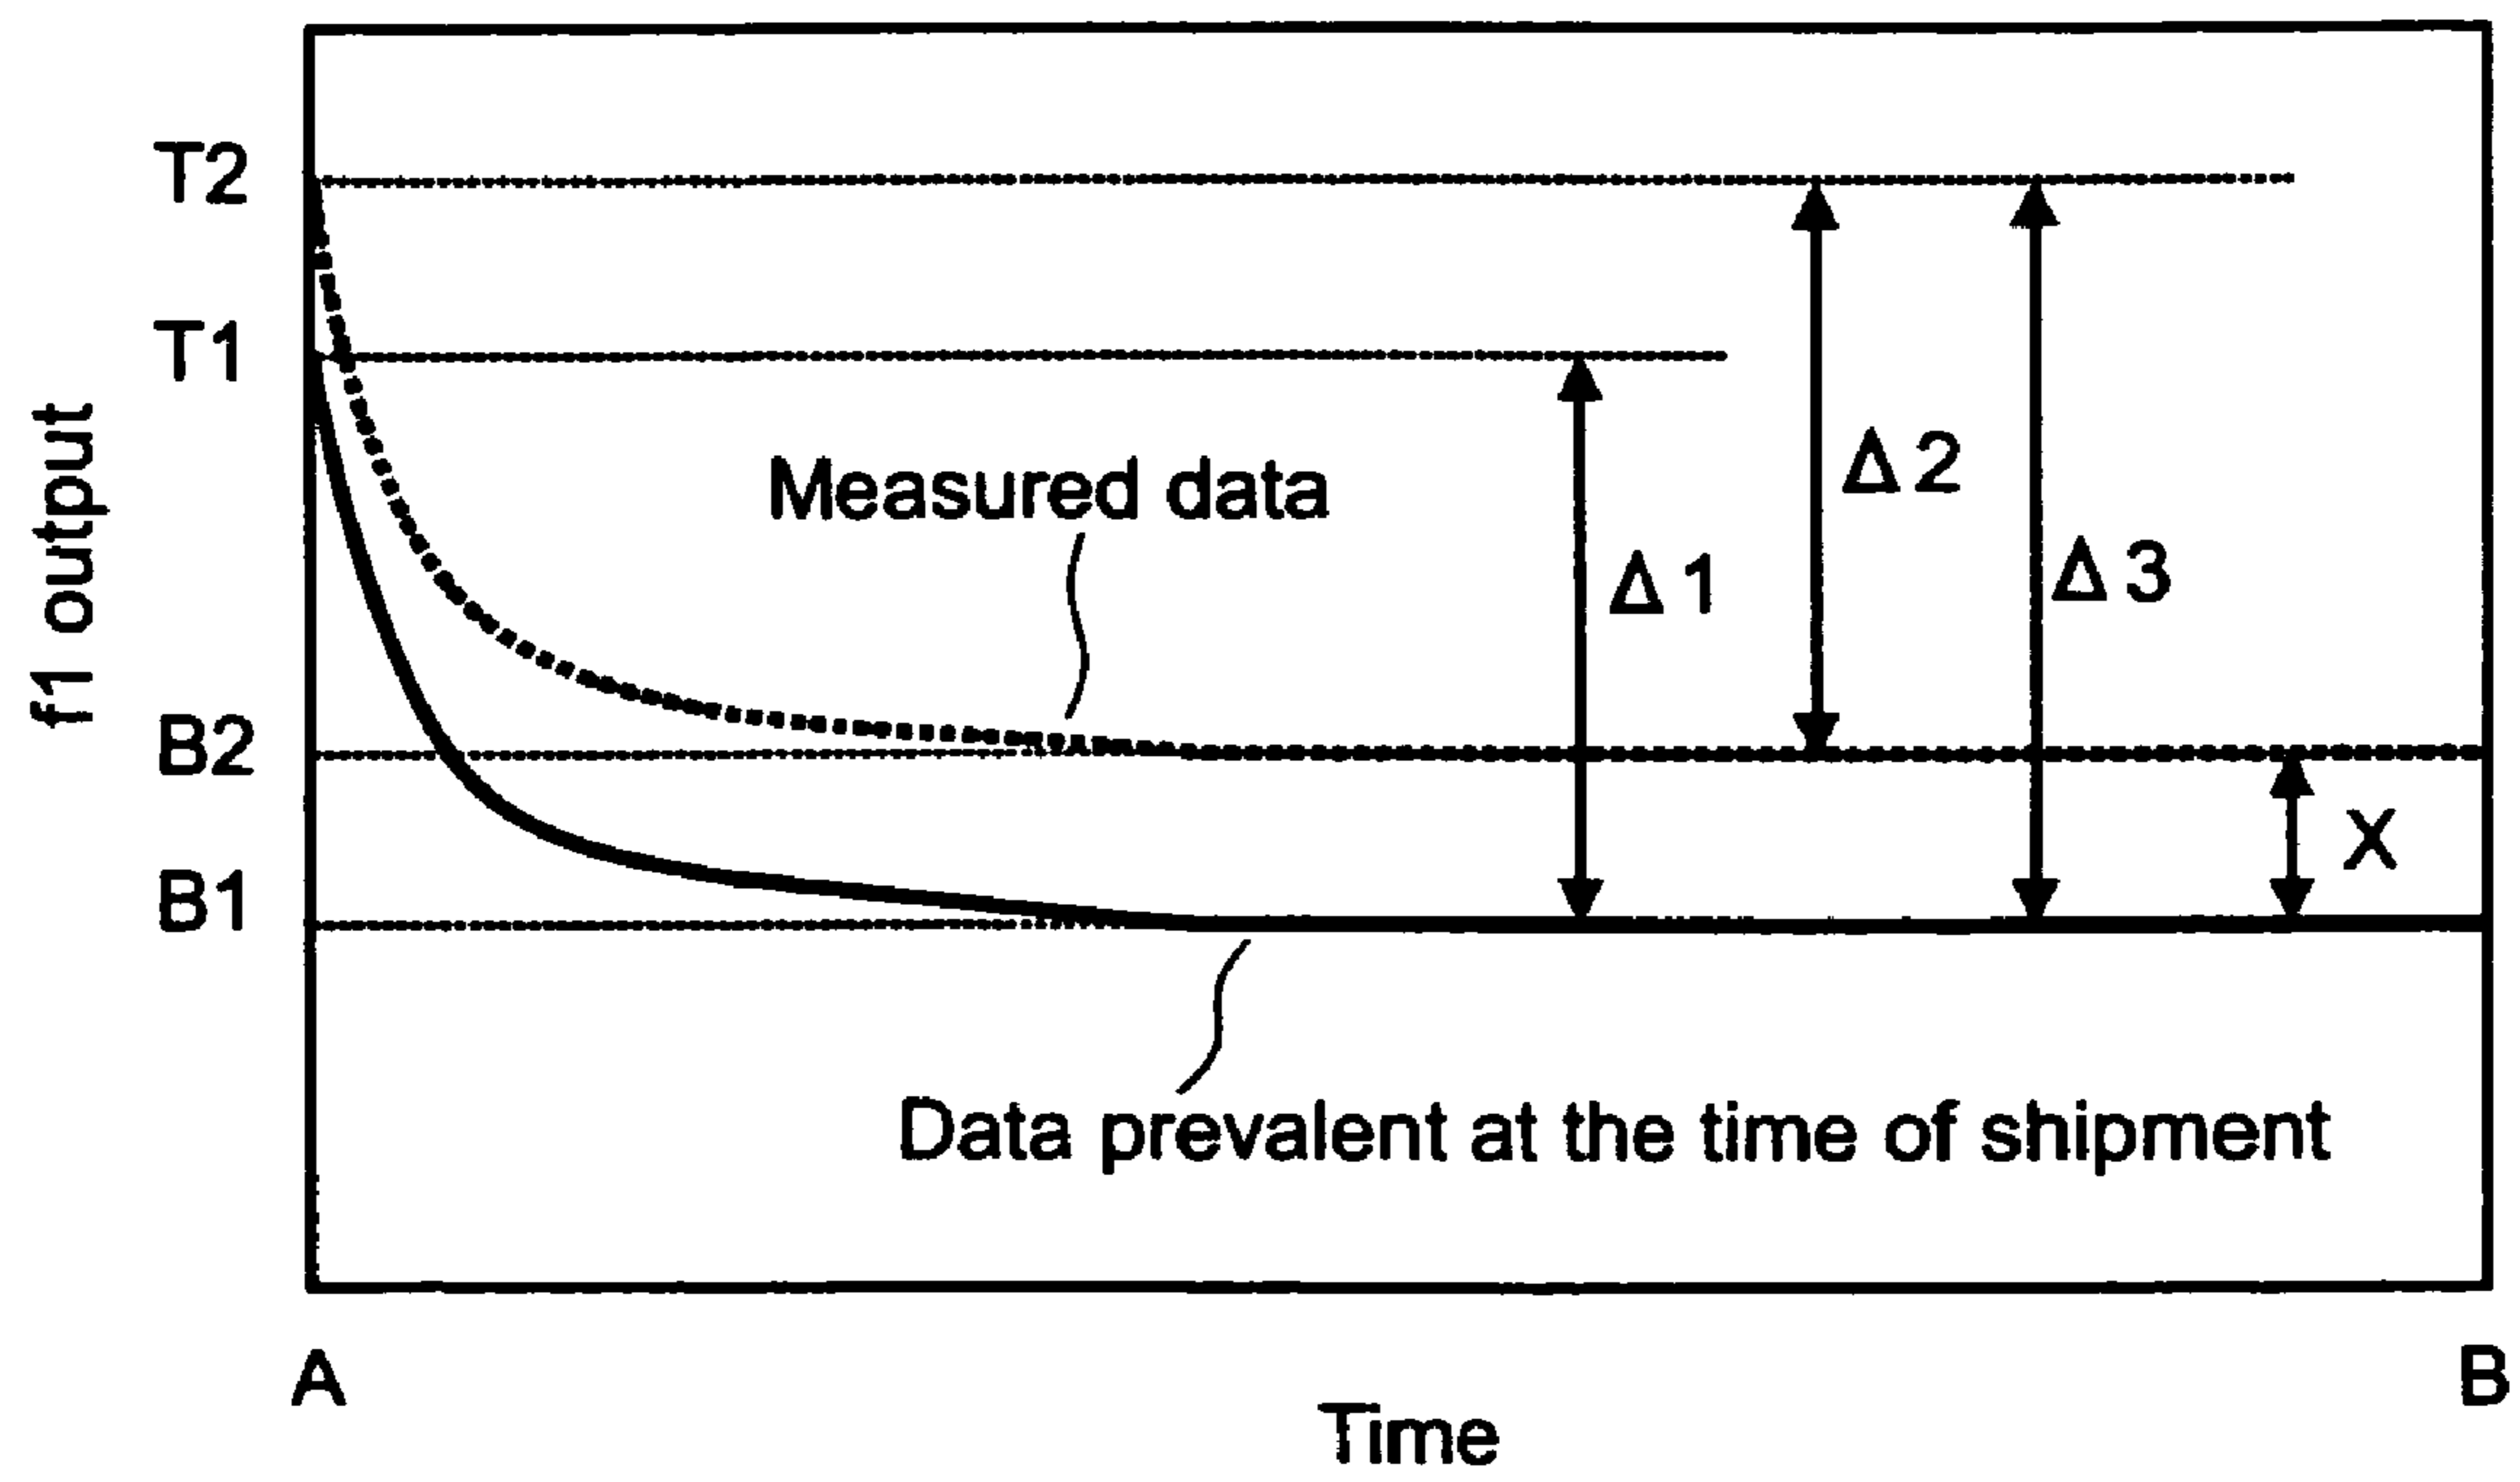 T2
T1
f1 output
Measured data
Δ2
Δ1
Δ3
B2
X
B1
Data prevalent at the time of shipment
A
B
Time